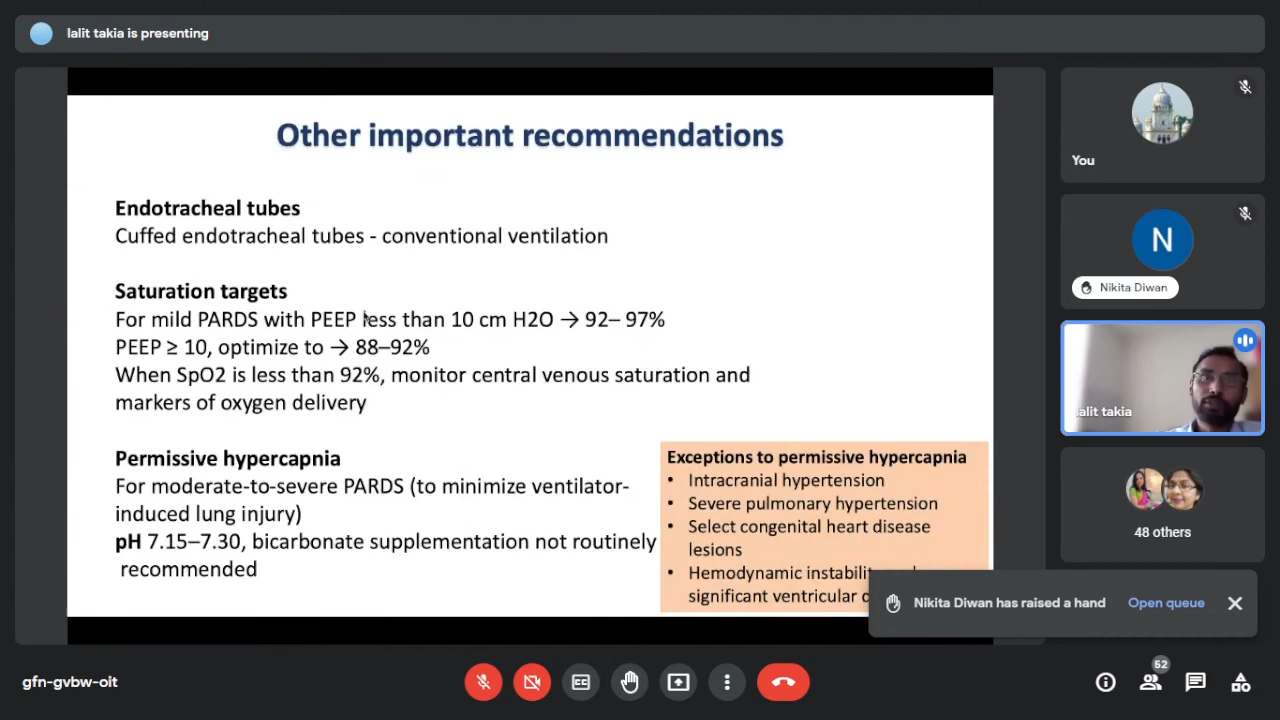 lalit takia is presenting
Other important recommendations
Endotracheal tubes
Cuffed endotracheal tubes - conventional ventilation
Saturation targets
For mild PARDS with PEEP less than 10 cm H2O → 92– 97%
PEEP ≥ 10, optimize to → 88–92%
When SpO2 is less than 92%, monitor central venous saturation and
markers of oxygen delivery
Permissive hypercapnia
For moderate-to-severe PARDS (to minimize ventilator-
induced lung injury)
pH 7.15–7.30, bicarbonate supplementation not routinely
recommended
Exceptions to permissive hypercapnia
• Intracranial hypertension
• Severe pulmonary hypertension
• Select congenital heart disease
lesions
• Hemodynamic
significant ventricular
You
N
Nikita Diwan
lalit takia
48 others
Nikita Diwan has raised a hand Open queue
gfn-gvbw-oit
CC
52